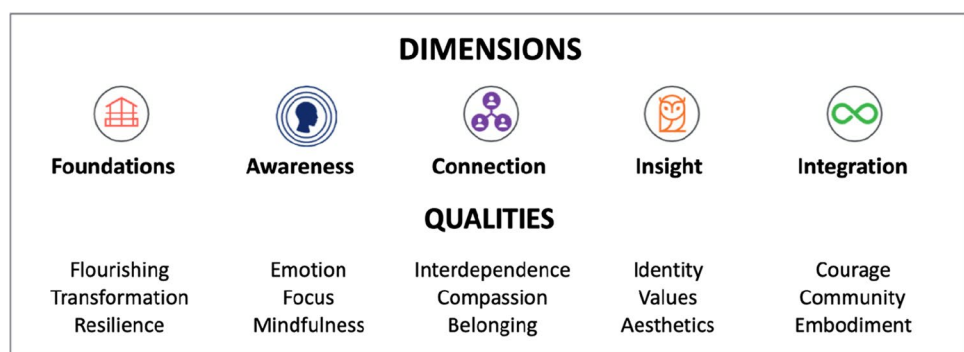 DIMENSIONS
Foundations Awareness Connection Insight Integration
QUALITIES
Flourishing Emotion Interdependence Identity Courage
Transformation Focus Compassion Values Community
Resilience Mindfulness Belonging Aesthetics Embodiment